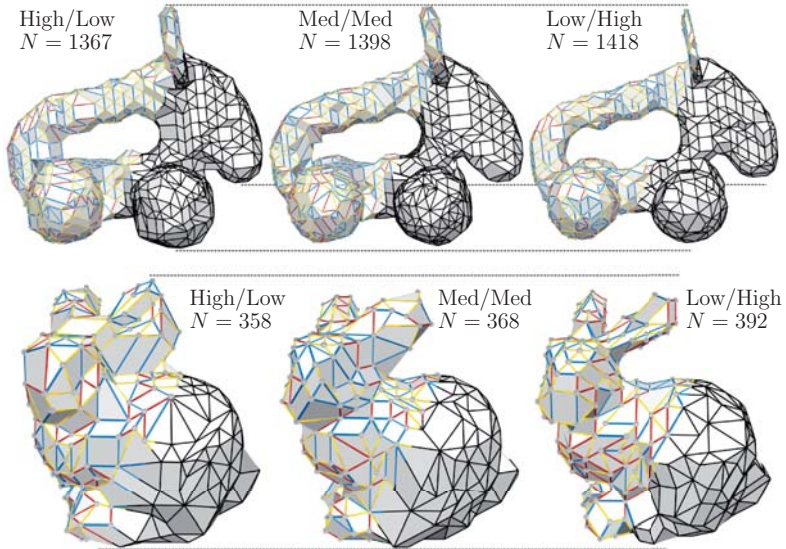 High/Low
N = 1367
Med/Med
N = 1398
Low/High
N = 1418
High/Low
N = 358
Med/Med
N = 368
Low/High
N = 392